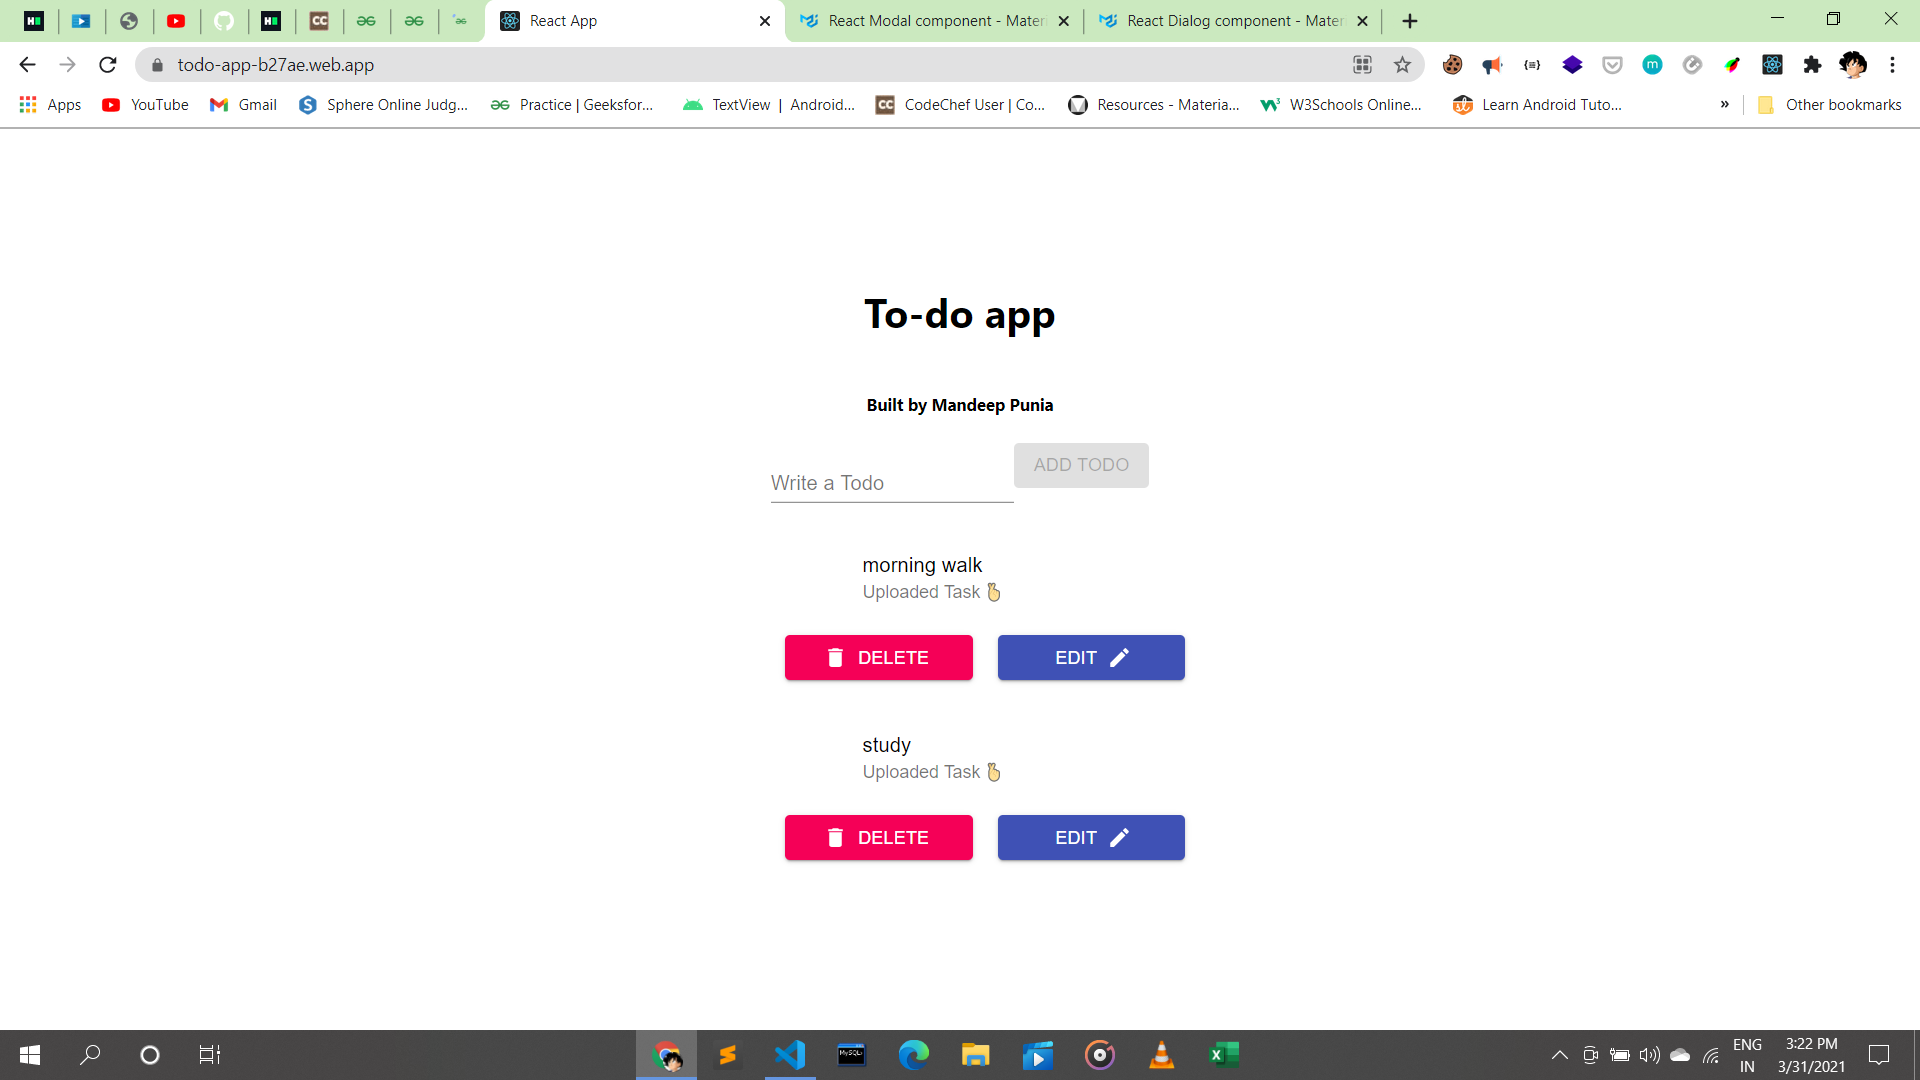 React App
React Modal component - Mater
React Dialog component - Mater
todo-app-b27ae.web.app
Apps
YouTube
Gmail
Sphere Online Judg...
Practice | Geeksfor...
TextView | Android...
CodeChef User | Co...
Resources - Materia...
W3Schools Online...
Learn Android Tuto...
»
Other bookmarks
To-do app
Built by Mandeep Punia
Write a Todo
ADD TODO
morning walk
Uploaded Task 🤞
DELETE
EDIT
study
Uploaded Task 🤞
DELETE
EDIT
ENG
IN
3:22 PM
3/31/2021